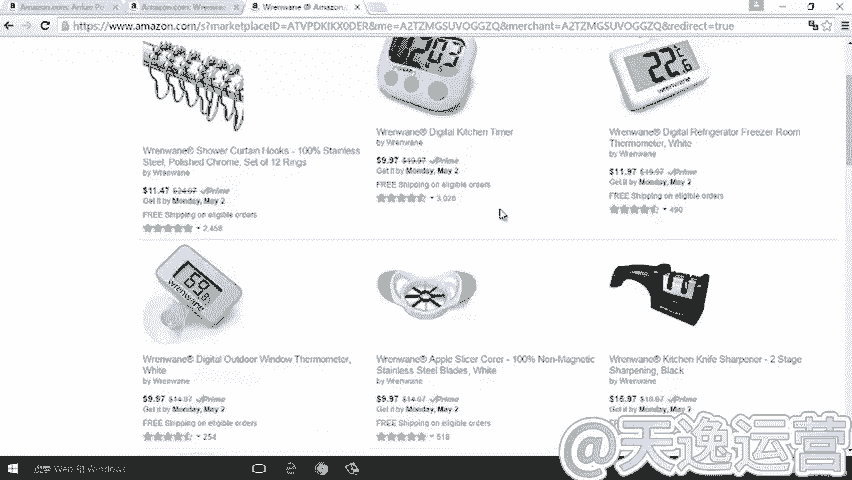 Amazon.com: Anker Po
Amazon.com: Wrenwan
Wrenwane @ Amazon.
https://www.amazon.com/s?marketplaceID=ATVPDKIKX0DER&me=A2TZMGSUVOGGZQ&merchant=A2TZMGSUVOGGZQ&redirect=true
203
22.6 °C
wrenwane
Wrenwane® Shower Curtain Hooks - 100% Stainless
Steel, Polished Chrome, Set of 12 Rings
by Wrenwane
$11.47 $24.97 Prime
Get it by Monday, May 2
FREE Shipping on eligible orders
2,458
Wrenwane® Digital Kitchen Timer
by Wrenwane
$9.97 $19.97 Prime
Get it by Monday, May 2
FREE Shipping on eligible orders
3,026
Wrenwane® Digital Refrigerator Freezer Room
Thermometer, White
by Wrenwane
$11.97 $19.97 Prime
Get it by Monday, May 2
FREE Shipping on eligible orders
490
69.8
wrenwane
Wrenwane® Digital Outdoor Window Thermometer,
White
by Wrenwane
$9.97 $14.97 Prime
Get it by Monday, May 2
FREE Shipping on eligible orders
254
Wrenwane® Apple Slicer Corer - 100% Non-Magnetic
Stainless Steel Blades, White
by Wrenwane
$9.97 $14.97 Prime
Get it by Monday, May 2
FREE Shipping on eligible orders
518
Wrenwane® Kitchen Knife Sharpener - 2 Stage
Sharpening, Black
by Wrenwane
$16.97 Prime
Get it by Monday, May 2
@天逸运营
Web 和 Windows